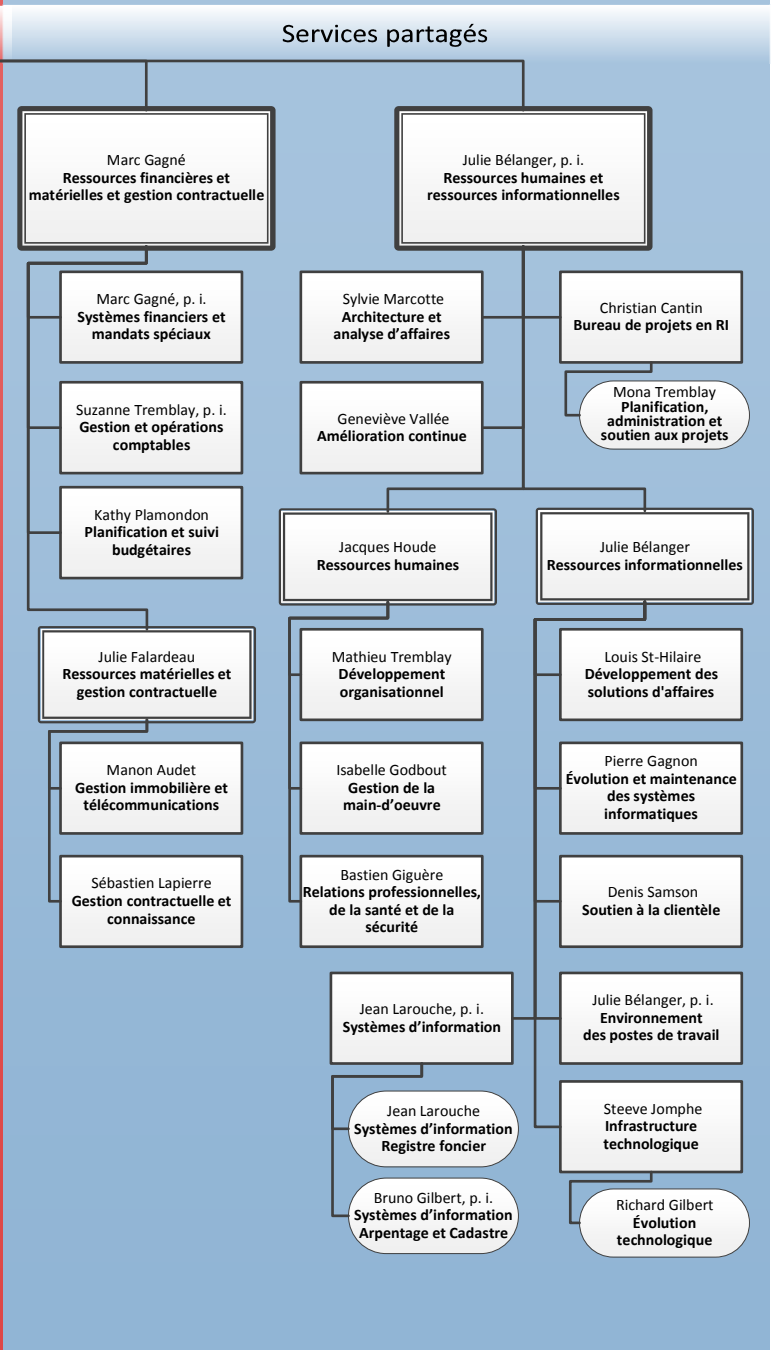 Services partagés
Marc Gagné
Ressources financières et
matérielles et gestion contractuelle
Marc Gagné, p. i.
Systèmes financiers et
mandats spéciaux
Suzanne Tremblay, p. i.
Gestion et opérations
comptables
Kathy Plamondon
Planification et suivi
budgétaires
Julie Falardeau
Ressources matérielles et
gestion contractuelle
Manon Audet
Gestion immobilière et
télécommunications
Sébastien Lapierre
Gestion contractuelle et
connaissance
Julie Bélanger, p. i.
Ressources humaines et
ressources informationnelles
Sylvie Marcotte
Architecture et
analyse d’affaires
Christian Cantin
Bureau de projets en RI
Mona Tremblay
Planification,
administration et
soutien aux projets
Geneviève Vallée
Amélioration continue
Jacques Houde
Ressources humaines
Mathieu Tremblay
Développement
organisationnel
Isabelle Godbout
Gestion de la
main-d’oeuvre
Bastien Giguère
Relations professionnelles,
de la santé et de la
sécurité
Julie Bélanger
Ressources informationnelles
Louis St-Hilaire
Développement des
solutions d'affaires
Pierre Gagnon
Évolution et maintenance
des systèmes
informatiques
Denis Samson
Soutien à la clientèle
Jean Larouche, p. i.
Systèmes d’information
Jean Larouche
Systèmes d’information
Registre foncier
Bruno Gilbert, p. i.
Systèmes d’information
Arpentage et Cadastre
Julie Bélanger, p. i.
Environnement
des postes de travail
Steeve Jomphe
Infrastructure
technologique
Richard Gilbert
Évolution
technologique